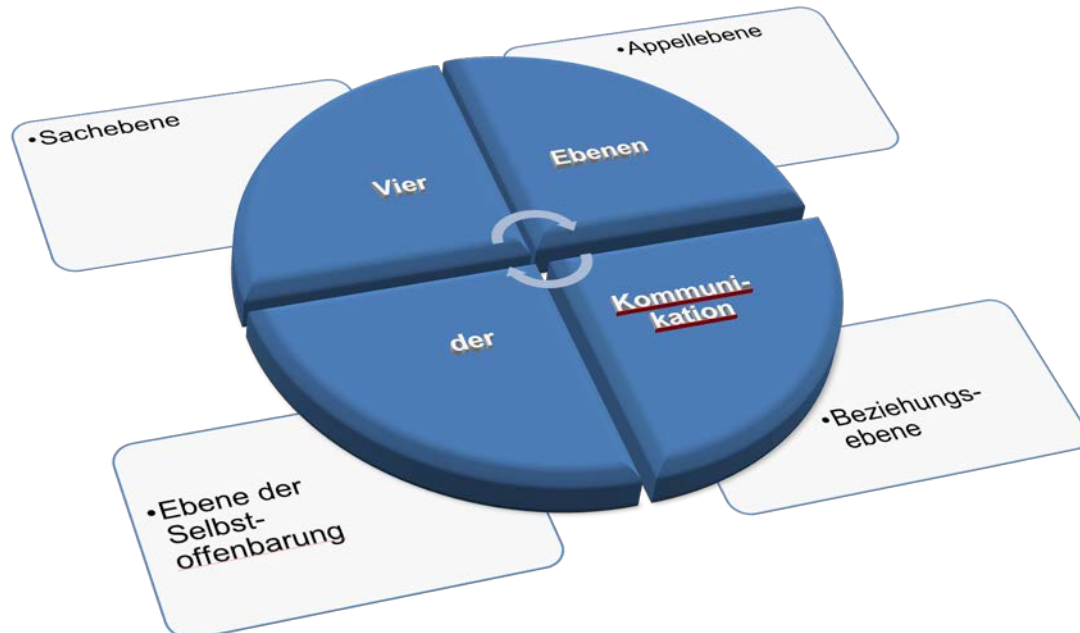 •Appellebene
•Sachebene
Ebenen
Vier
Kommuni-
kation
der
•Beziehungs-
ebene
•Ebene der
Selbst-
offenbarung